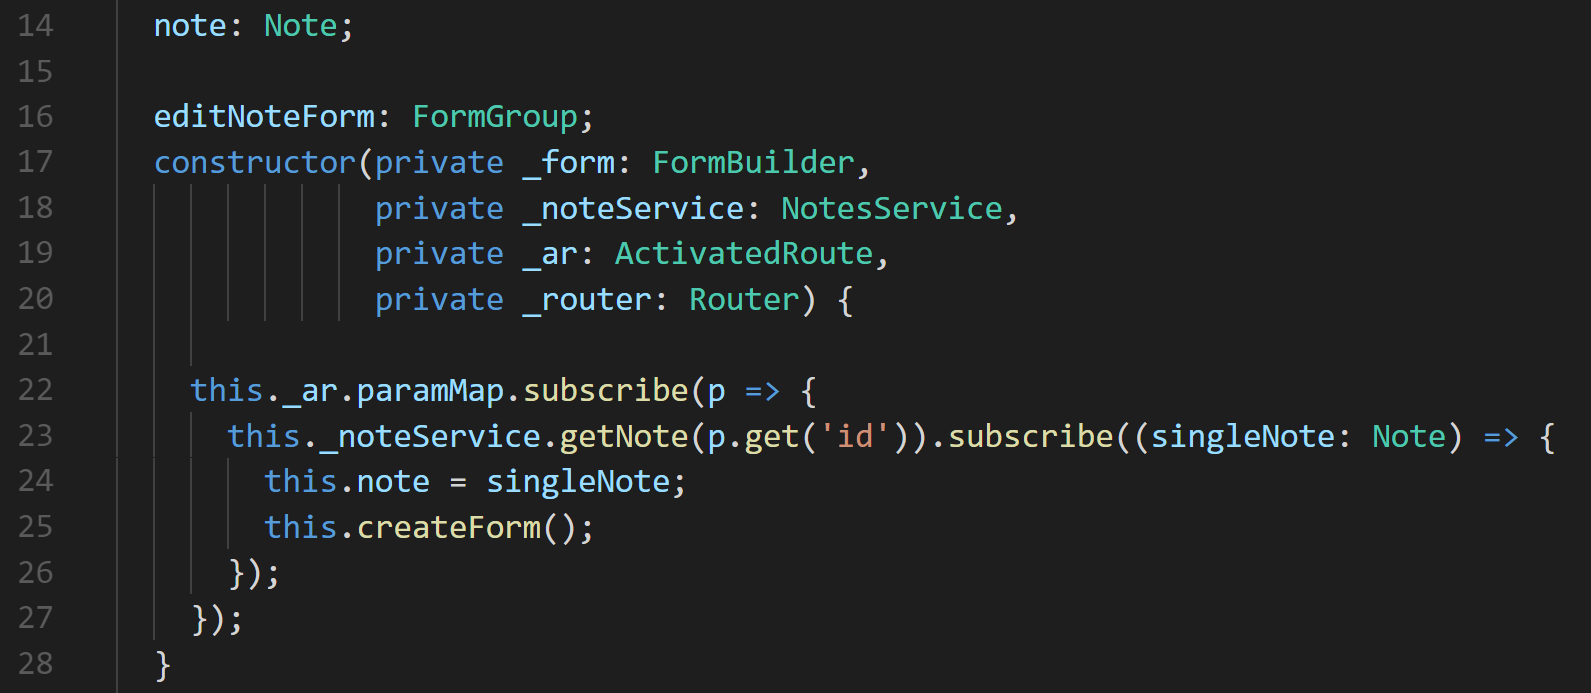 14 note: Note;
15
16 editNoteForm: FormGroup;
17 constructor(private _form: FormBuilder,
18 private _noteService: NotesService,
19 private _ar: ActivatedRoute,
20 private _router: Router) {
21
22 this._ar.paramMap.subscribe(p => {
23 this._noteService.getNote(p.get('id')).subscribe((singleNote: Note) => {
24 this.note = singleNote;
25 this.createForm();
26 });
27 });
28 }